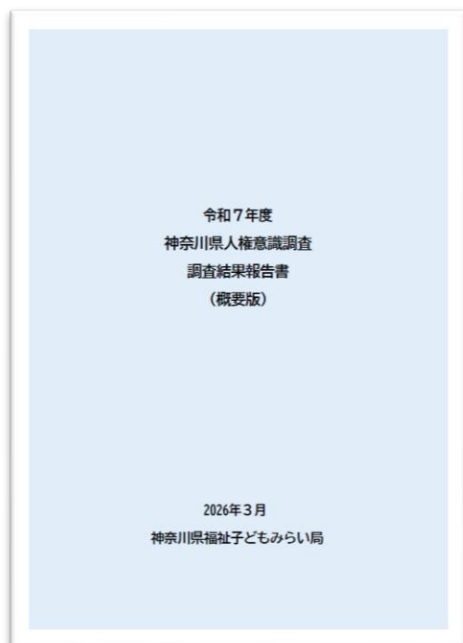 令和７年度
神奈川県人権意識調査
調査結果報告書
（概要版）
2026年３月
神奈川県福祉子どもみらい局